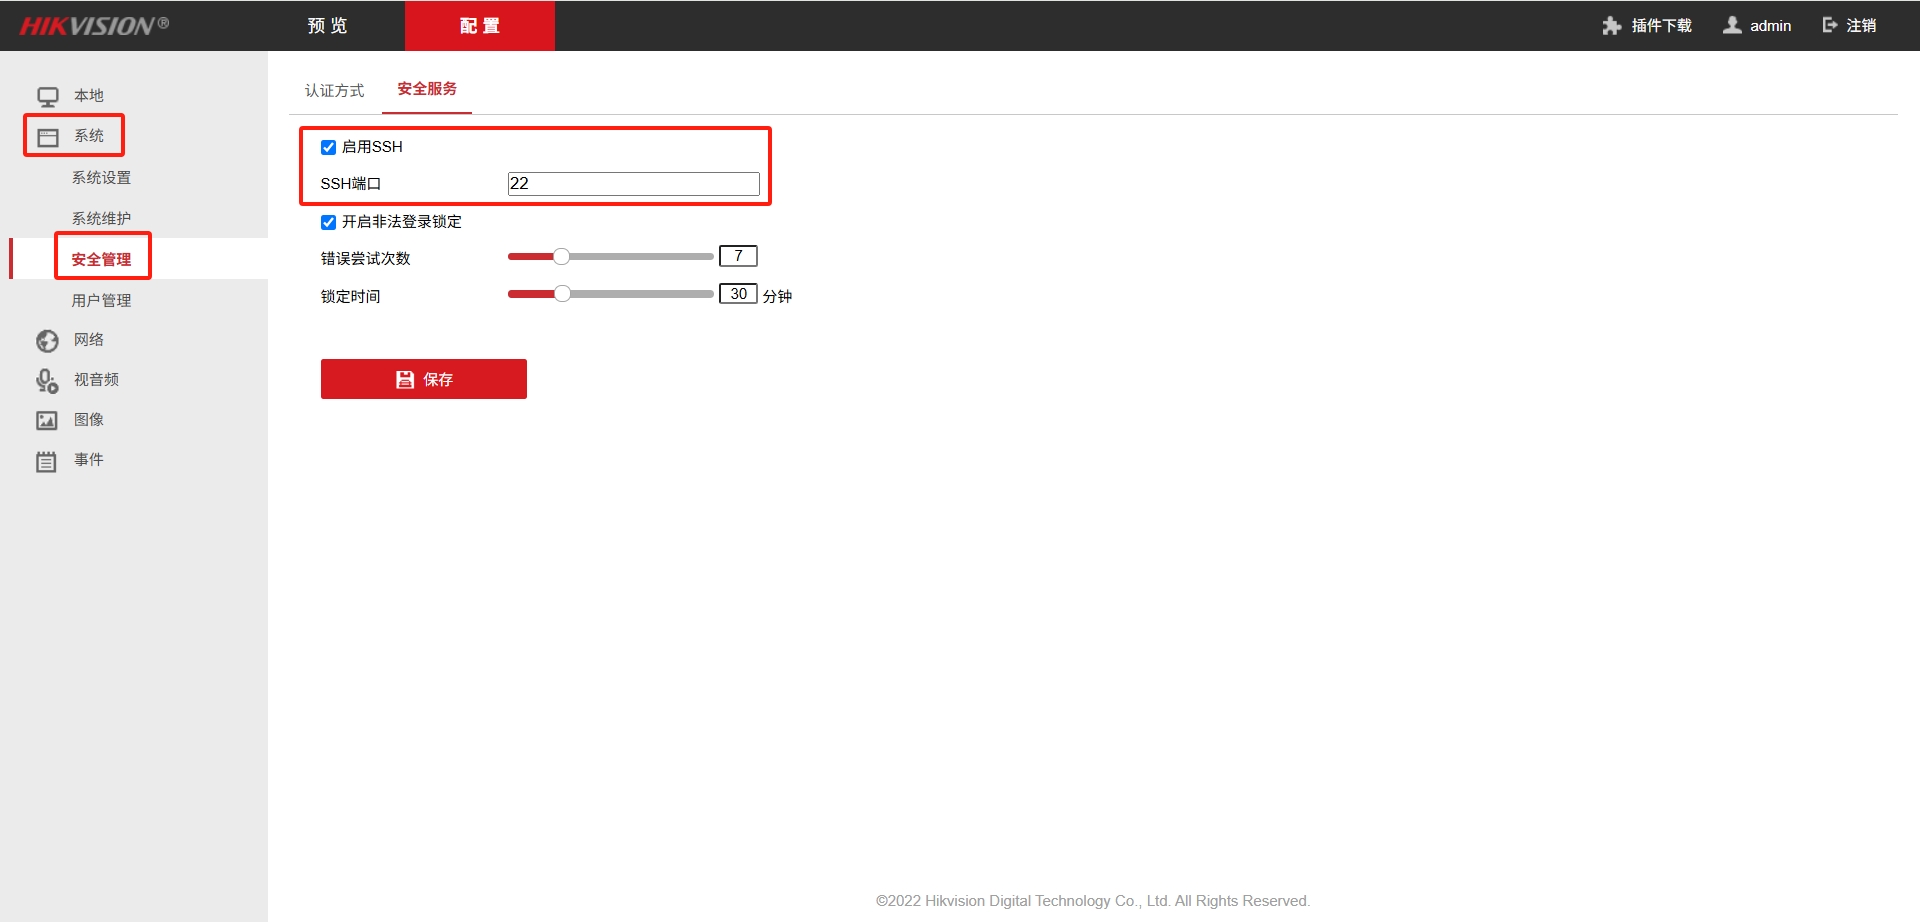 HIKVISION® 预览 配置 插件下载 admin 注销
本地
系统
系统设置
系统维护
安全管理
用户管理
网络
视音频
图像
事件
认证方式 安全服务
启用SSH
SSH端口 22
开启非法登录锁定
错误尝试次数 7
锁定时间 30 分钟
保存
©2022 Hikvision Digital Technology Co., Ltd. All Rights Reserved.